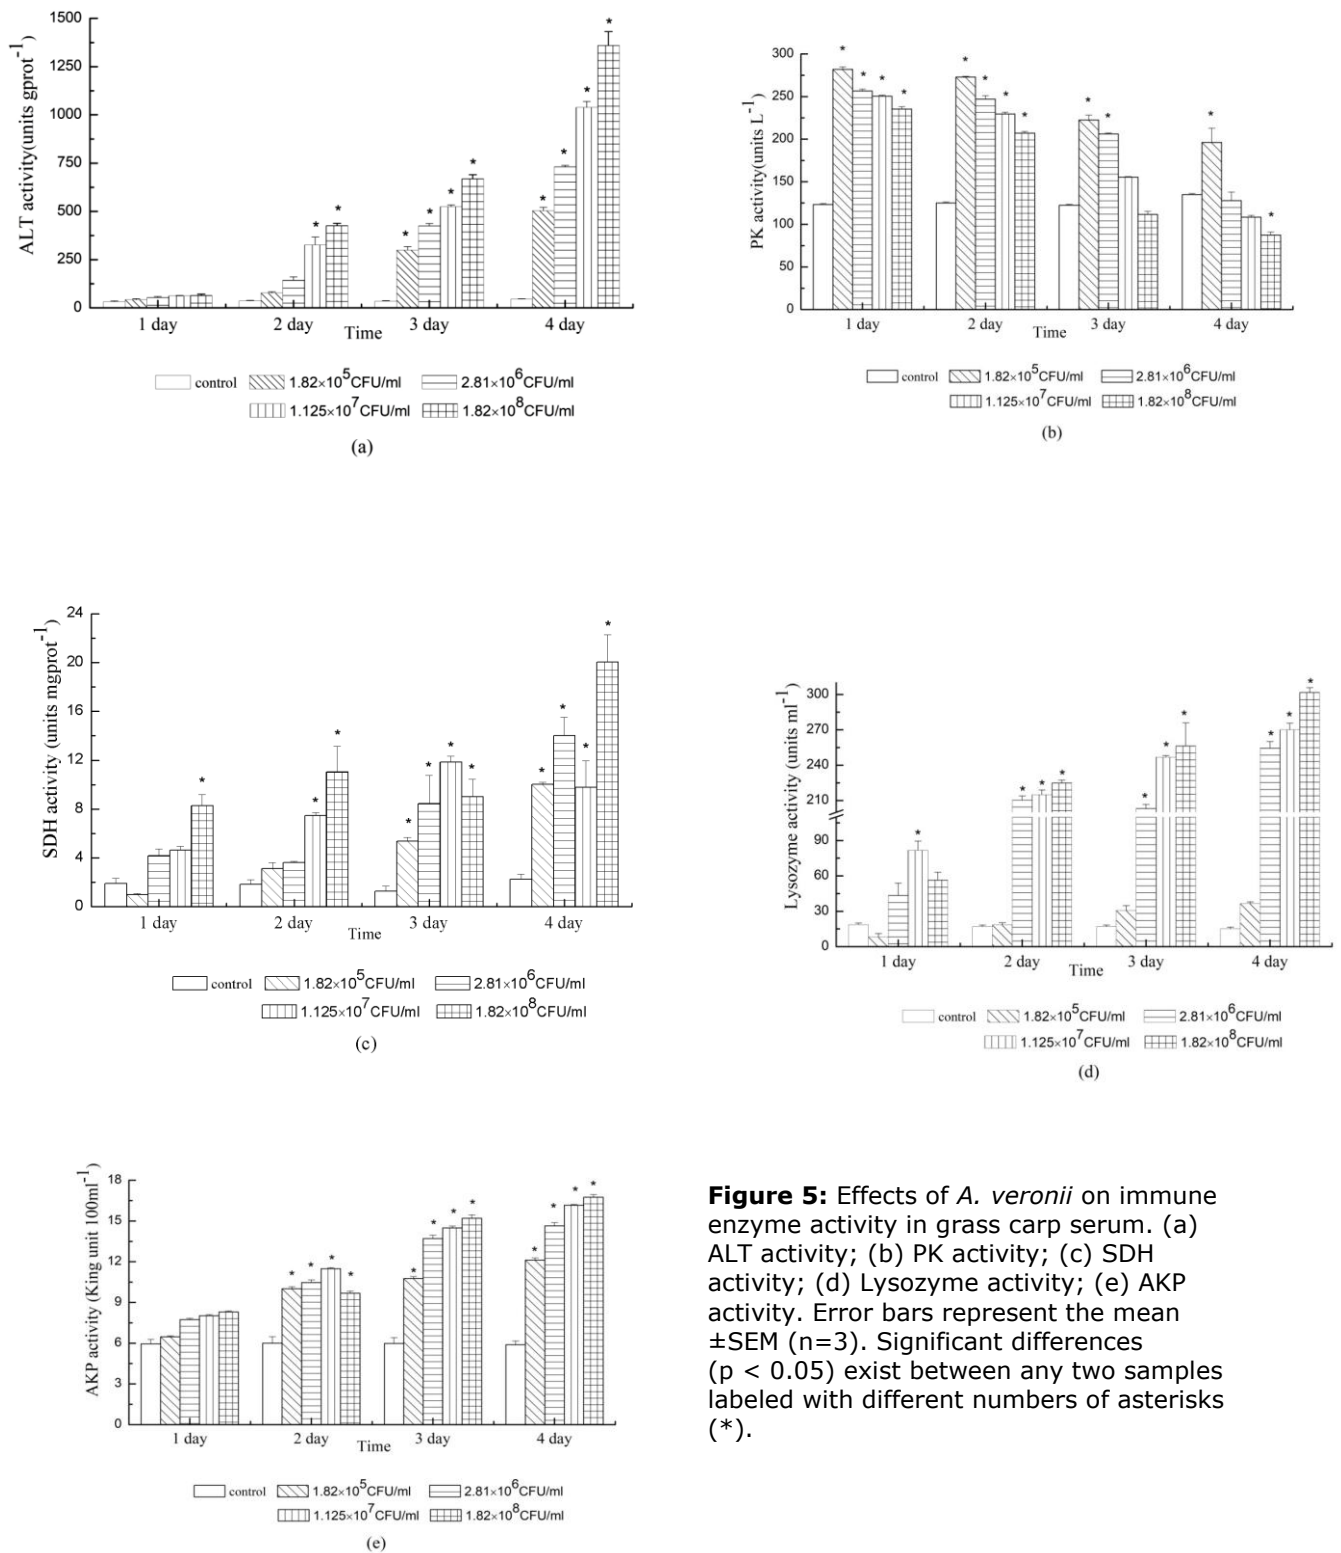 1500
1250
1000
750
500
250
0
ALT activity(units gprot-1)
* * * * * * * * * *
1 day 2 day 3 day 4 day
Time
control 1.82×10^5CFU/ml 2.81×10^6CFU/ml
1.125×10^7CFU/ml 1.82×10^8CFU/ml
(a)
300
250
200
150
100
50
0
PK activity(units L-1)
* * * * * * * * * * * *
1 day 2 day 3 day 4 day
Time
control 1.82×10^5CFU/ml 2.81×10^6CFU/ml
1.125×10^7CFU/ml 1.82×10^8CFU/ml
(b)
24
20
16
12
8
4
0
SDH activity (units mgprot-1)
* * * * * * * * * * *
1 day 2 day 3 day 4 day
Time
control 1.82×10^5CFU/ml 2.81×10^6CFU/ml
1.125×10^7CFU/ml 1.82×10^8CFU/ml
(c)
300
270
240
210
90
60
30
0
Lysozyme activity (units ml-1)
* * * * * * * * * *
1 day 2 day 3 day 4 day
Time
control 1.82×10^5CFU/ml 2.81×10^6CFU/ml
1.125×10^7CFU/ml 1.82×10^8CFU/ml
(d)
18
15
12
9
6
3
0
AKP activity (King unit 100ml-1)
* * * * * * * * * * * *
1 day 2 day 3 day 4 day
Time
control 1.82×10^5CFU/ml 2.81×10^6CFU/ml
1.125×10^7CFU/ml 1.82×10^8CFU/ml
(e)
Figure 5: Effects of A. veronii on immune
enzyme activity in grass carp serum. (a)
ALT activity; (b) PK activity; (c) SDH
activity; (d) Lysozyme activity; (e) AKP
activity. Error bars represent the mean
±SEM (n=3). Significant differences
(p < 0.05) exist between any two samples
labeled with different numbers of asterisks
(*).